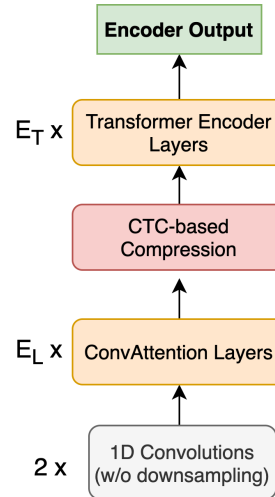 Encoder Output
E_T x
Transformer Encoder
Layers
CTC-based
Compression
E_L x
ConvAttention Layers
2 x
1D Convolutions
(w/o downsampling)